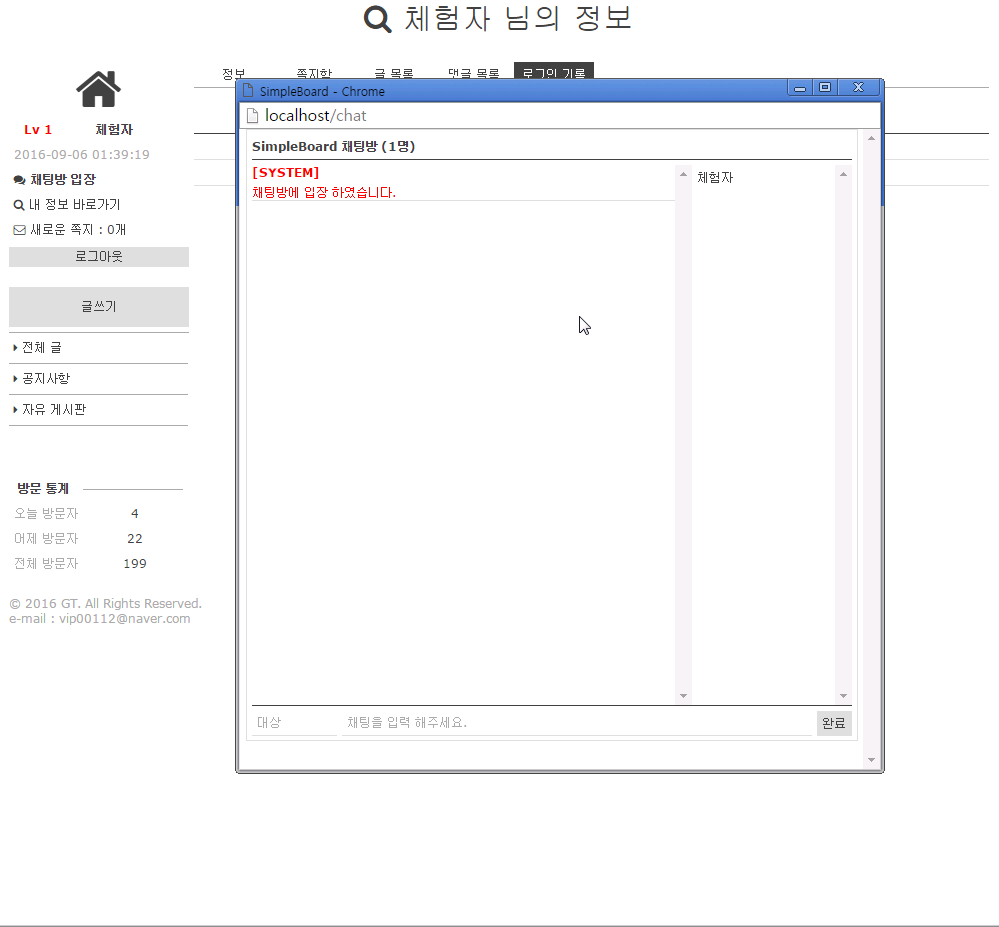 체험자 님의 정보
정보 쪽지함 글 목록 댓글 목록 로그인 기록
Lv 1 체험자
2016-09-06 01:39:19
채팅방 입장
내 정보 바로가기
새로운 쪽지 : 0개
로그아웃
글쓰기
전체 글
공지사항
자유 게시판
방문 통계
오늘 방문자 4
어제 방문자 22
전체 방문자 199
© 2016 GT. All Rights Reserved.
e-mail : vip00112@naver.com
SimpleBoard - Chrome
localhost/chat
SimpleBoard 채팅방 (1명)
[SYSTEM]
채팅방에 입장 하였습니다.
체험자
대상 채팅을 입력 해주세요. 완료